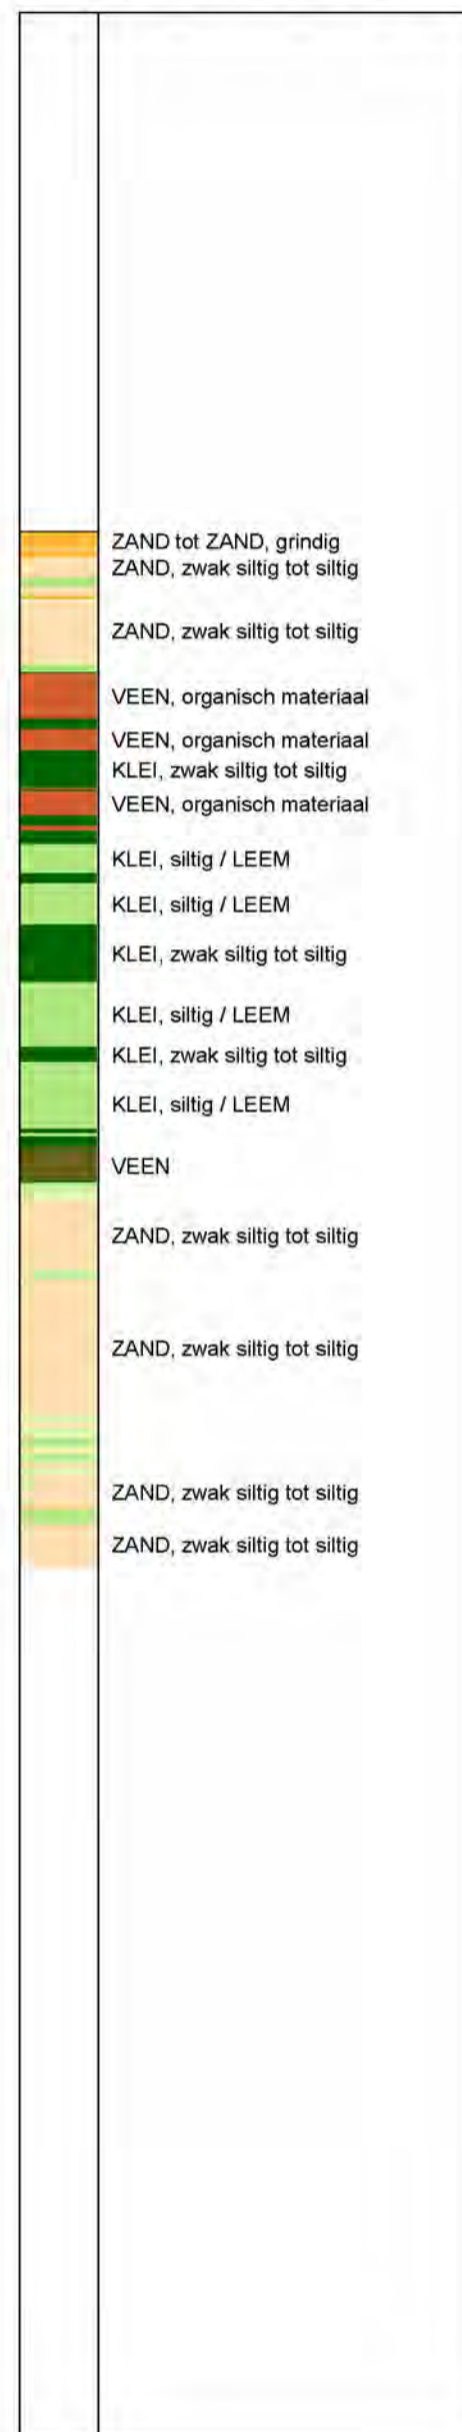 ZAND tot ZAND, grindig
ZAND, zwak siltig tot siltig
ZAND, zwak siltig tot siltig
VEEN, organisch materiaal
VEEN, organisch materiaal
KLEI, zwak siltig tot siltig
VEEN, organisch materiaal
KLEI, siltig / LEEM
KLEI, siltig / LEEM
KLEI, zwak siltig tot siltig
KLEI, siltig / LEEM
KLEI, zwak siltig tot siltig
KLEI, siltig / LEEM
VEEN
ZAND, zwak siltig tot siltig
ZAND, zwak siltig tot siltig
ZAND, zwak siltig tot siltig
ZAND, zwak siltig tot siltig